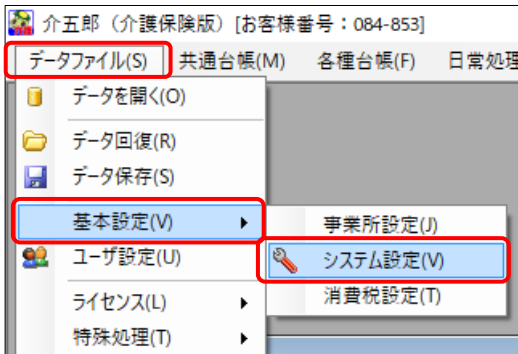 介五郎（介護保険版）[お客様番号：084-853]
データファイル(S) 共通台帳(M) 各種台帳(F) 日常処理
データを開く(O)
データ回復(R)
データ保存(S)
基本設定(V) 事業所設定(J)
ユーザ設定(U) システム設定(V)
ライセンス(L) 消費税設定(T)
特殊処理(T)